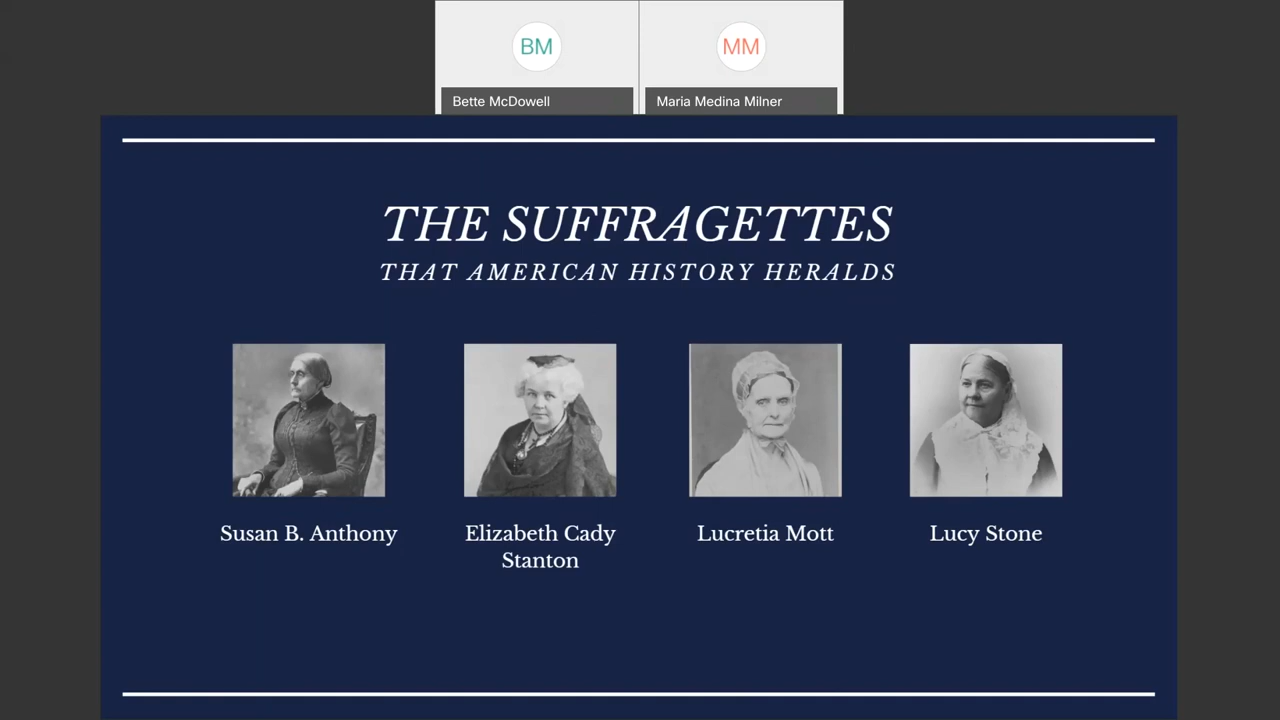 BM
MM
Bette McDowell
Maria Medina Milner
THE SUFFRAGETTES
THAT AMERICAN HISTORY HERALDS
Susan B. Anthony
Elizabeth Cady
Stanton
Lucretia Mott
Lucy Stone